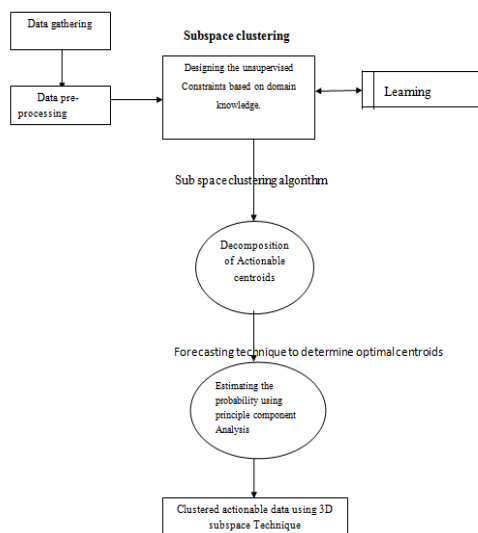 Data gathering
Subspace clustering
Data pre-
processing
Designing the unsupervised
Constraints based on domain
knowledge.
Learning
Sub space clustering algorithm
Decomposition
of Actionable
centroids
Forecasting technique to determine optimal centroids
Estimating the
probability using
principle component
Analysis
Clustered actionable data using 3D
subspace Technique